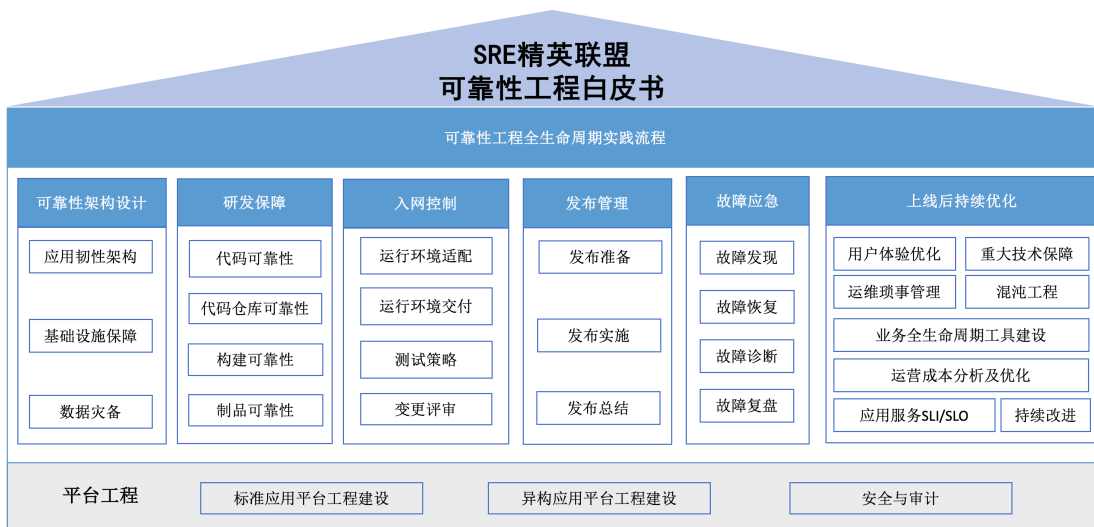 SRE精英联盟
可靠性工程白皮书
可靠性工程全生命周期实践流程
可靠性架构设计
应用韧性架构
基础设施保障
数据灾备
研发保障
代码可靠性
代码仓库可靠性
构建可靠性
制品可靠性
入网控制
运行环境适配
运行环境交付
测试策略
变更评审
发布管理
发布准备
发布实施
发布总结
故障应急
故障发现
故障恢复
故障诊断
故障复盘
上线后持续优化
用户体验优化
重大技术保障
运维琐事管理
混沌工程
业务全生命周期工具建设
运营成本分析及优化
应用服务SLI/SLO
持续改进
平台工程
标准应用平台工程建设
异构应用平台工程建设
安全与审计